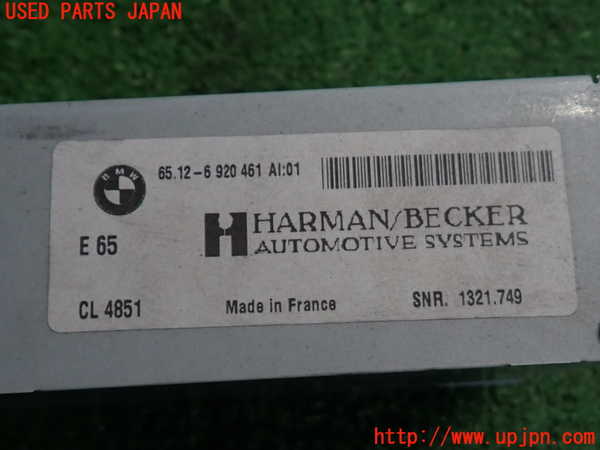 USED PARTS JAPAN
BMW
65.12-6 920 461 AI:01
E 65
HARMAN/BECKER
AUTOMOTIVE SYSTEMS
CL 4851
Made in France
SNR. 1321.749
http://www.upjpn.com/